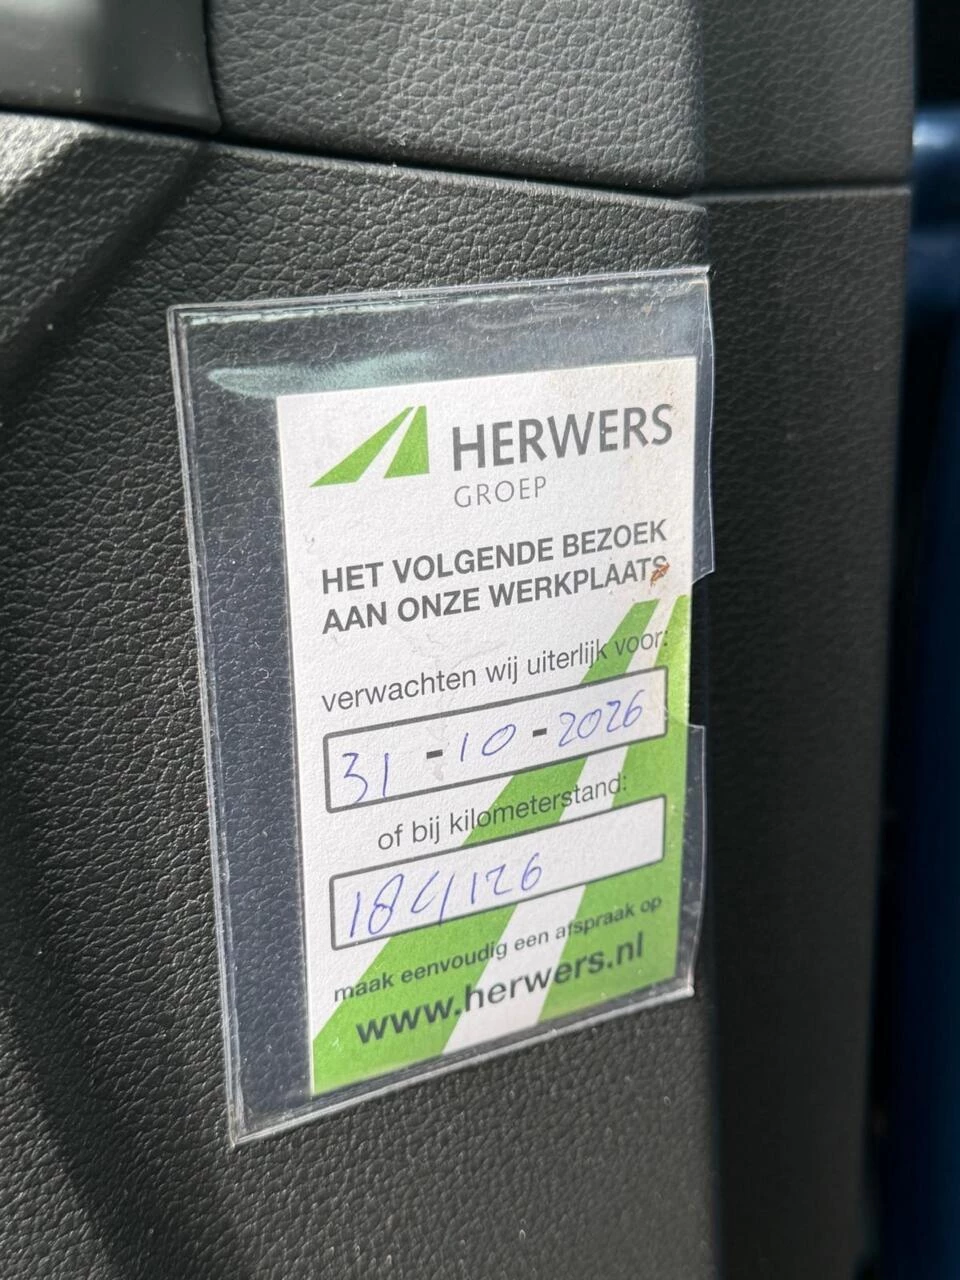 HERWERS
GROEP
HET VOLGENDE BEZOEK
AAN ONZE WERKPLAATS
verwachten wij uiterlijk voor:
31 - 10 - 2026
of bij kilometerstand:
184126
maak eenvoudig een afspraak op
www.herwers.nl